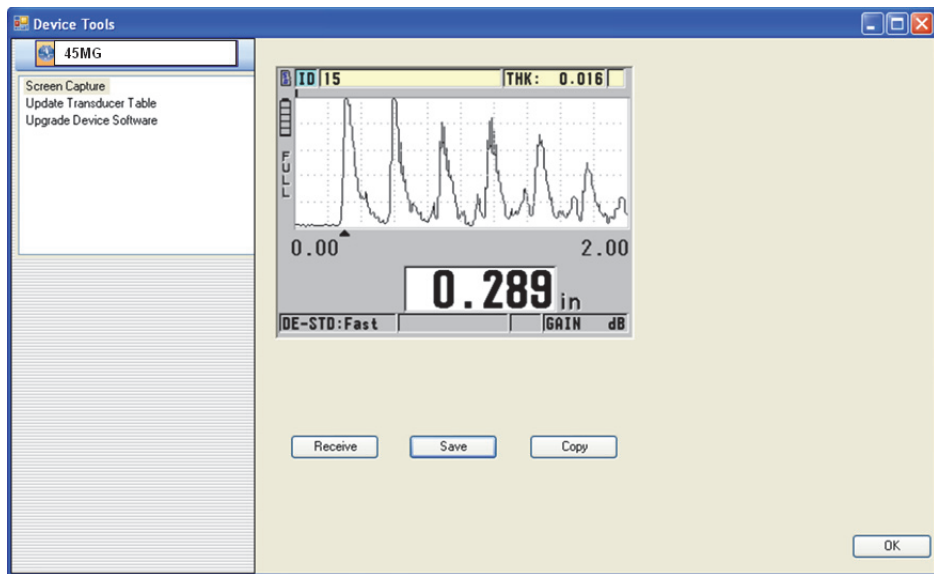 Device Tools
45MG
Screen Capture
Update Transducer Table
Upgrade Device Software
ID 15 THK: 0.016
FULL
0.00 2.00
0.289 in
DE-STD:Fast GAIN dB
Receive Save Copy
OK